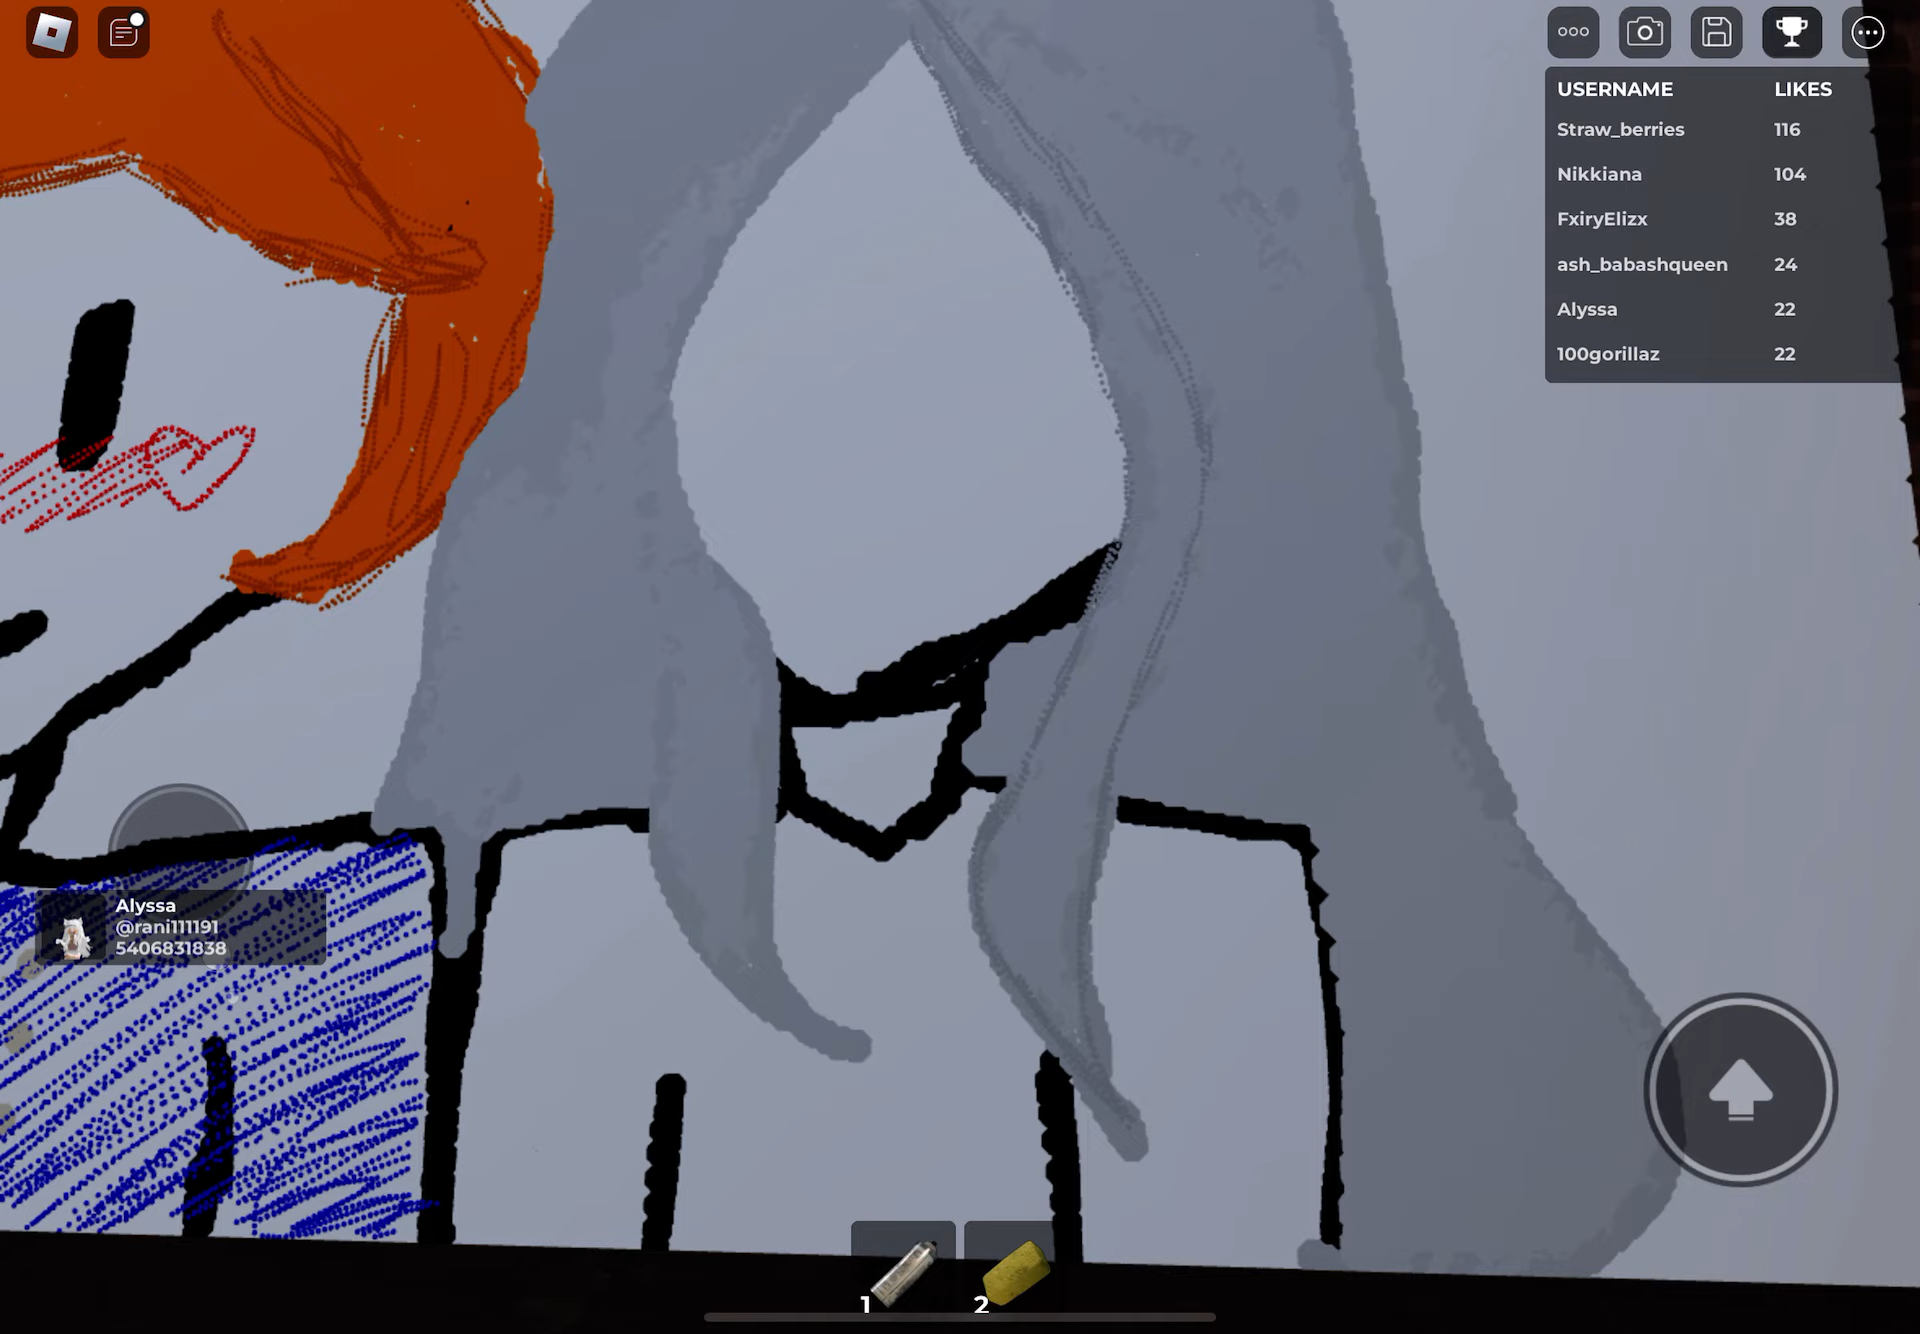 USERNAME LIKES
Straw_berries 116
Nikkiana 104
FxiryElizx 38
ash_babashqueen 24
Alyssa 22
100gorillaz 22
Alyssa
@rani111191
5406831838
1 2